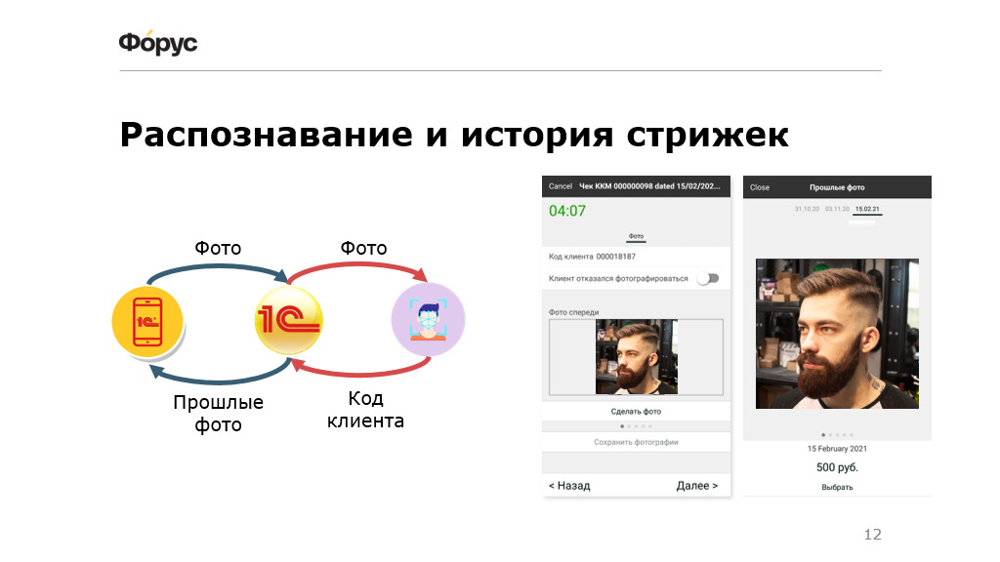 Форус
Распознавание и история стрижек
Фото
Фото
1С
1С
Прошлые
фото
Код
клиента
Cancel Чек ККМ 000000098 dated 15/02/202...
04:07
Фото
Код клиента 000018187
Клиент отказался фотографироваться
Фото спереди
Сделать фото
Сохранить фотографии
< Назад Далее >
Close Прошлые фото
31.10.20 03.11.20 15.02.21
15 February 2021
500 руб.
Выбрать
12